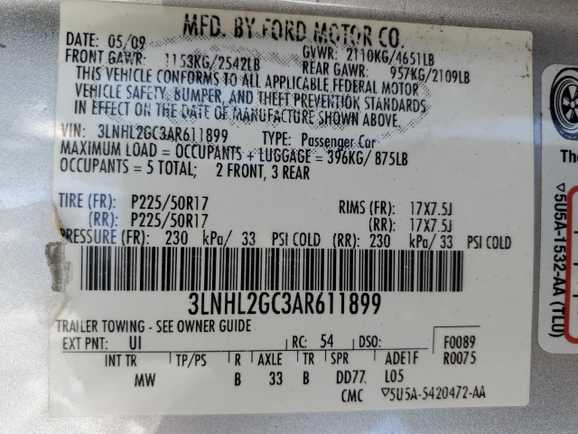 MFD. BY FORD MOTOR CO.
DATE: 05/09 GVWR: 2110KG/4651LB
FRONT GAWR: 1153KG/2542LB REAR GAWR: 957KG/2109LB
THIS VEHICLE CONFORMS TO ALL APPLICABLE FEDERAL MOTOR
VEHICLE SAFETY, BUMPER, AND THEFT PREVENTION STANDARDS
IN EFFECT ON THE DATE OF MANUFACTURE SHOWN ABOVE.
VIN: 3LNHL2GC3AR611899 TYPE: Passenger Car
MAXIMUM LOAD = OCCUPANTS + LUGGAGE = 396KG/ 875LB
OCCUPANTS = 5 TOTAL; 2 FRONT, 3 REAR
TIRE (FR): P225/50R17 RIMS (FR): 17X7.5J
(RR): P225/50R17 (RR): 17X7.5J
PRESSURE (FR): 230 kPa/ 33 PSI COLD (RR): 230 kPa/ 33 PSI COLD
3LNHL2GC3AR611899
TRAILER TOWING - SEE OWNER GUIDE
EXT PNT: UI RC: 54 DSO: F0089
INT TR TP/PS R AXLE TR SPR ADE1F R0075
MW B 33 B DD77 L05
CMC ▽5U5A-5420472-AA
The
▽5U5A-1532-AA (TLU)